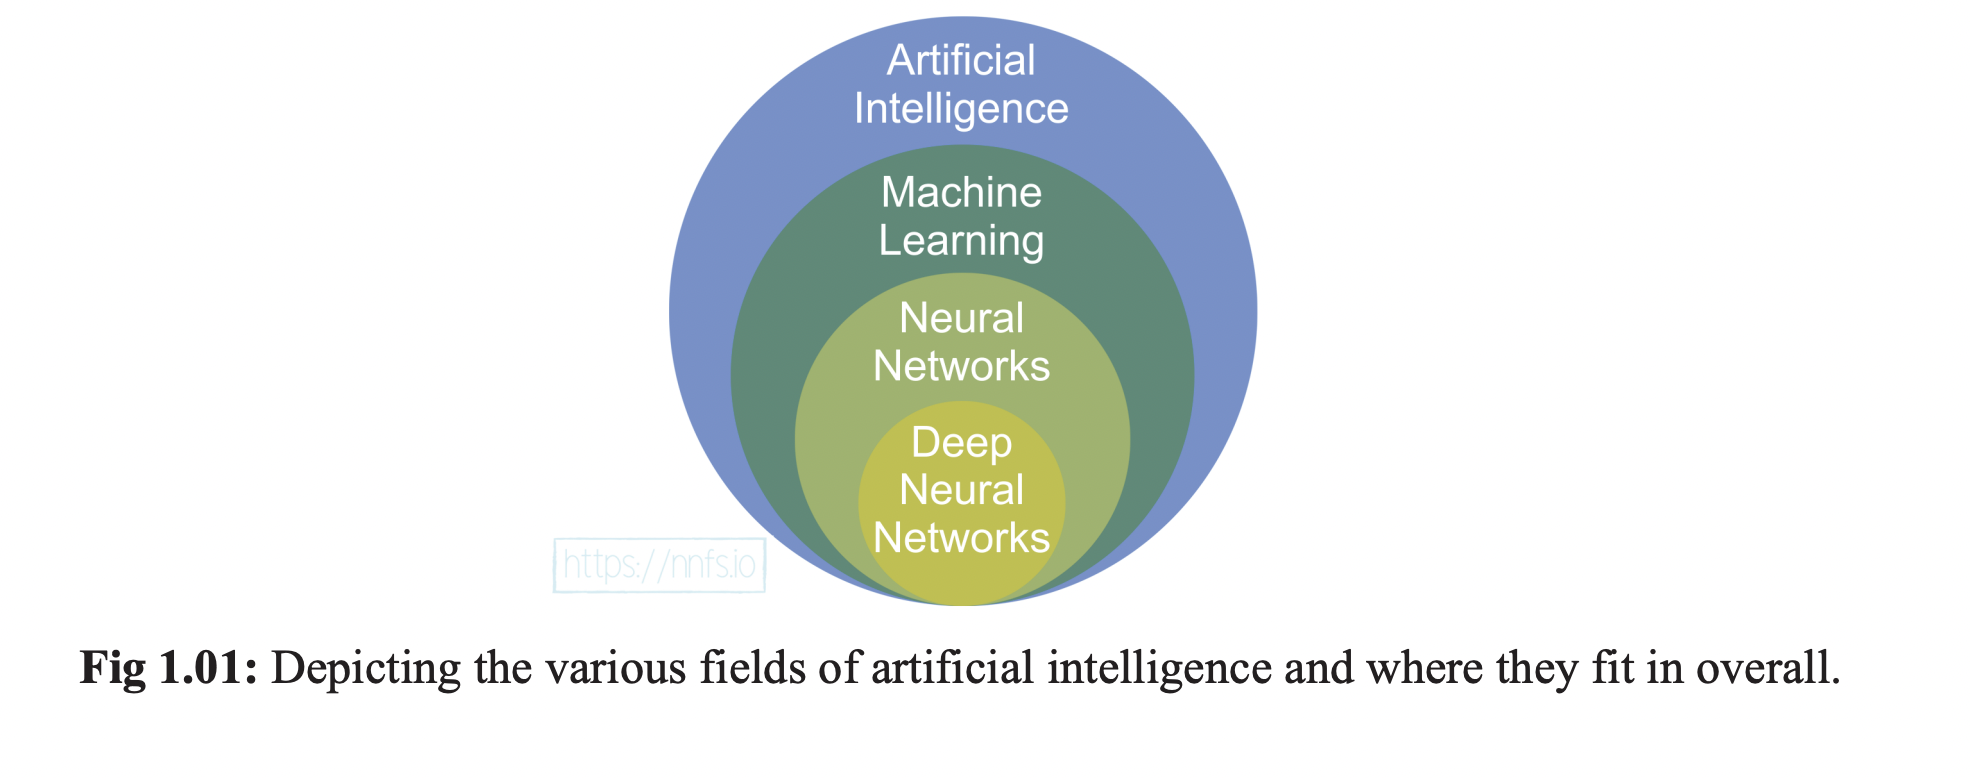 Artificial
Intelligence
Machine
Learning
Neural
Networks
Deep
Neural
Networks
https://nnfs.io
Fig 1.01: Depicting the various fields of artificial intelligence and where they fit in overall.